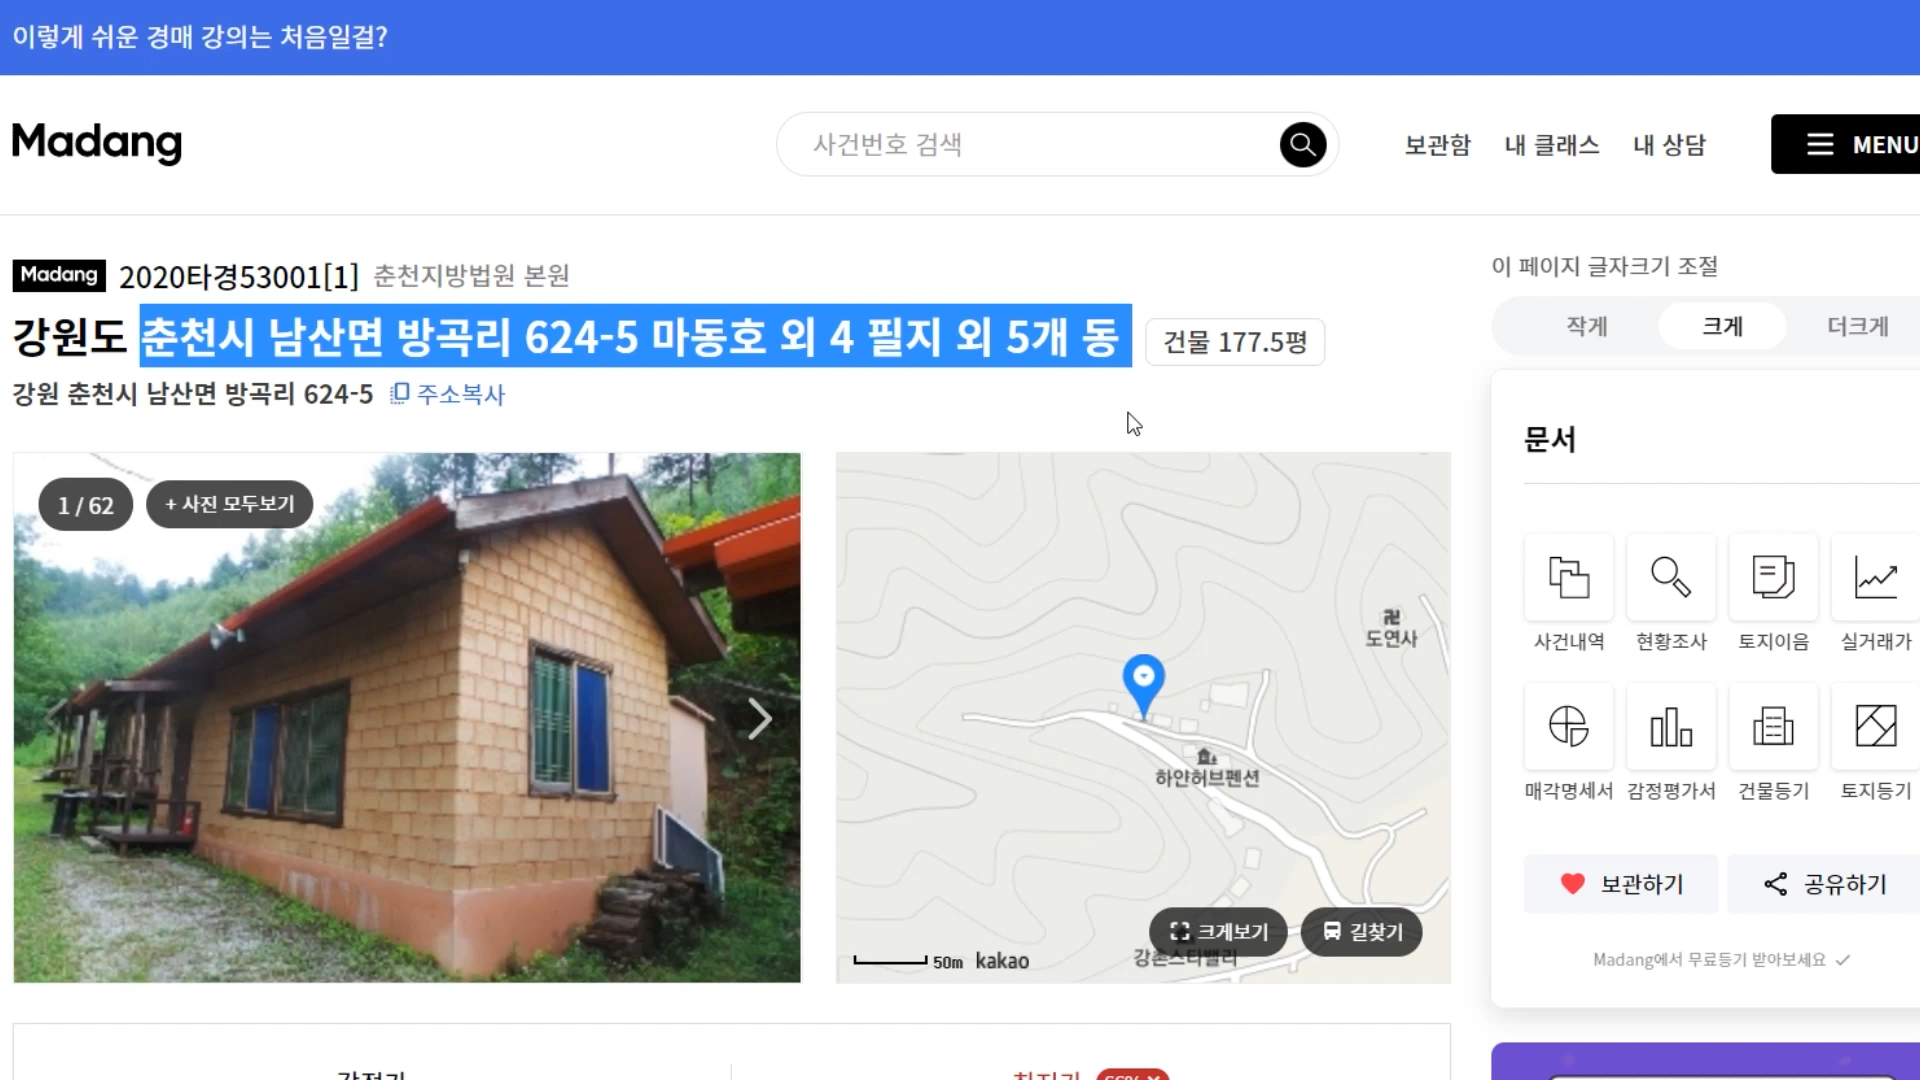 이렇게 쉬운 경매 강의는 처음일걸?
Madang
사건번호 검색
보관함 내 클래스 내 상담
MENU
Madang 2020타경53001[1] 춘천지방법원 본원
강원도 춘천시 남산면 방곡리 624-5 마동호 외 4 필지 외 5개 동
건물 177.5평
강원 춘천시 남산면 방곡리 624-5
주소복사
이 페이지 글자크기 조절
작게 크게 더크게
1 / 62
+ 사진 모두보기
도연사
하얀허브펜션
크게보기
길찾기
강촌스타밸리
50m kakao
문서
사건내역 현황조사 토지이음 실거래가
매각명세서 감정평가서 건물등기 토지등기
보관하기
공유하기
Madang에서 무료등기 받아보세요